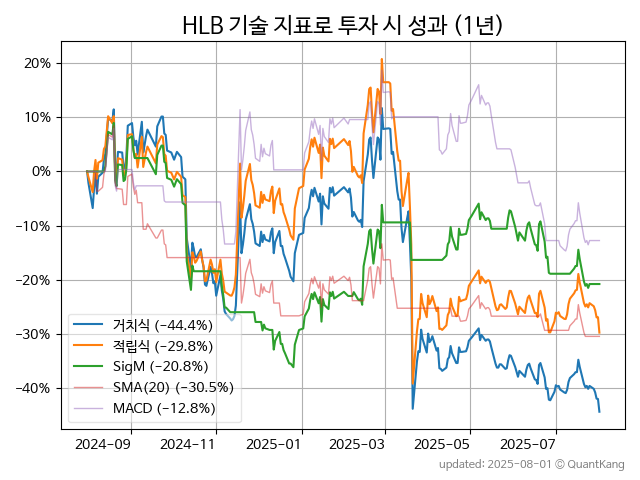 HLB 기술 지표로 투자 시 성과 (1년)
20%
10%
0%
−10%
−20%
−30%
−40%
거치식 (−44.4%)
적립식 (−29.8%)
SigM (−20.8%)
SMA(20) (−30.5%)
MACD (−12.8%)
2024−09
2024−11
2025−01
2025−03
2025−05
2025−07
updated: 2025-08-01 © QuantKang